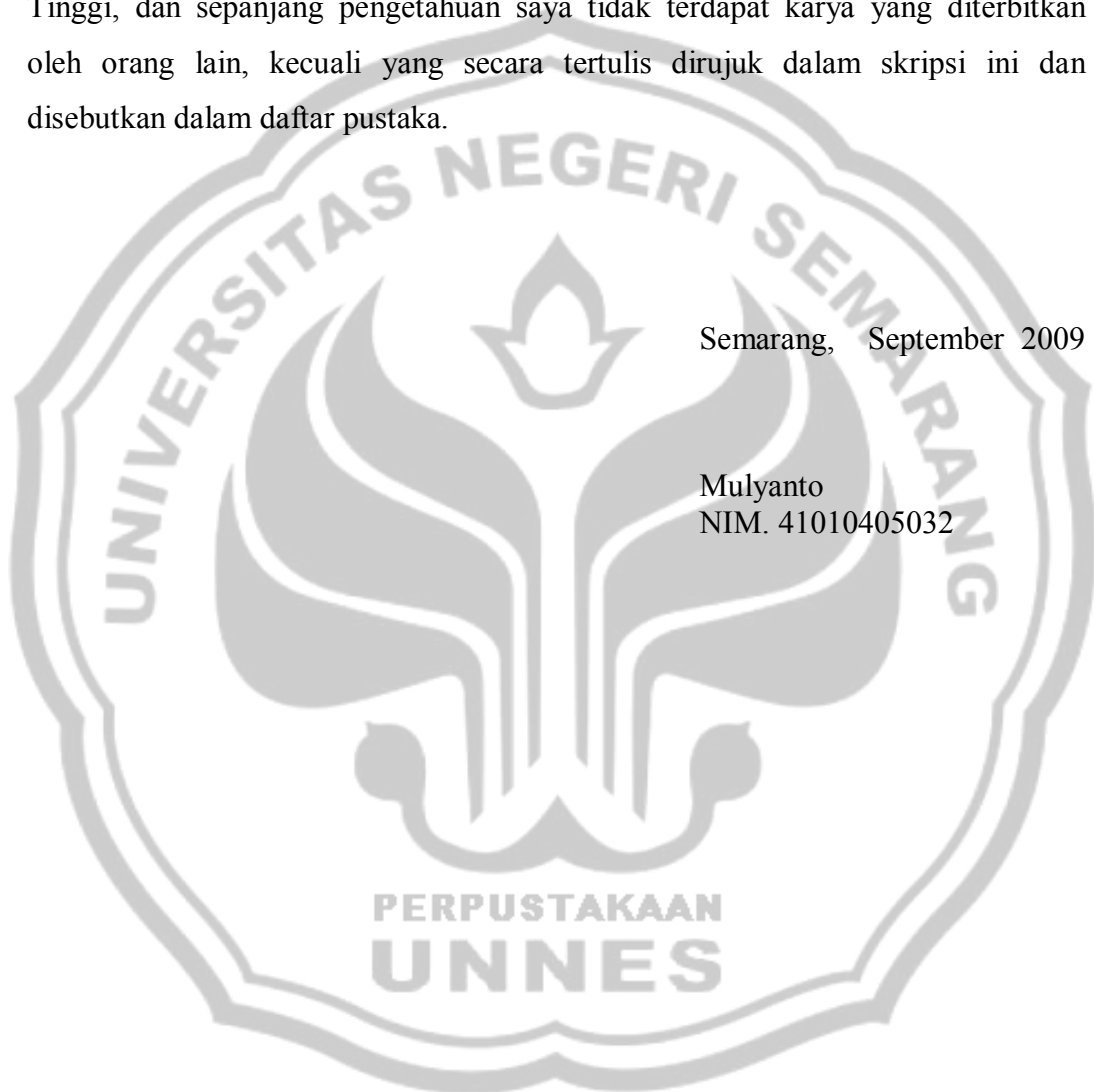 Tinggi, dan sepanjang pengetahuan saya tidak terdapat karya yang diterbitkan
oleh orang lain, kecuali yang secara tertulis dirujuk dalam skripsi ini dan
disebutkan dalam daftar pustaka.
UNIVERSITAS NEGERI SEMARANG
Semarang, September 2009
Mulyanto
NIM. 41010405032
PERPUSTAKAAN
UNNES